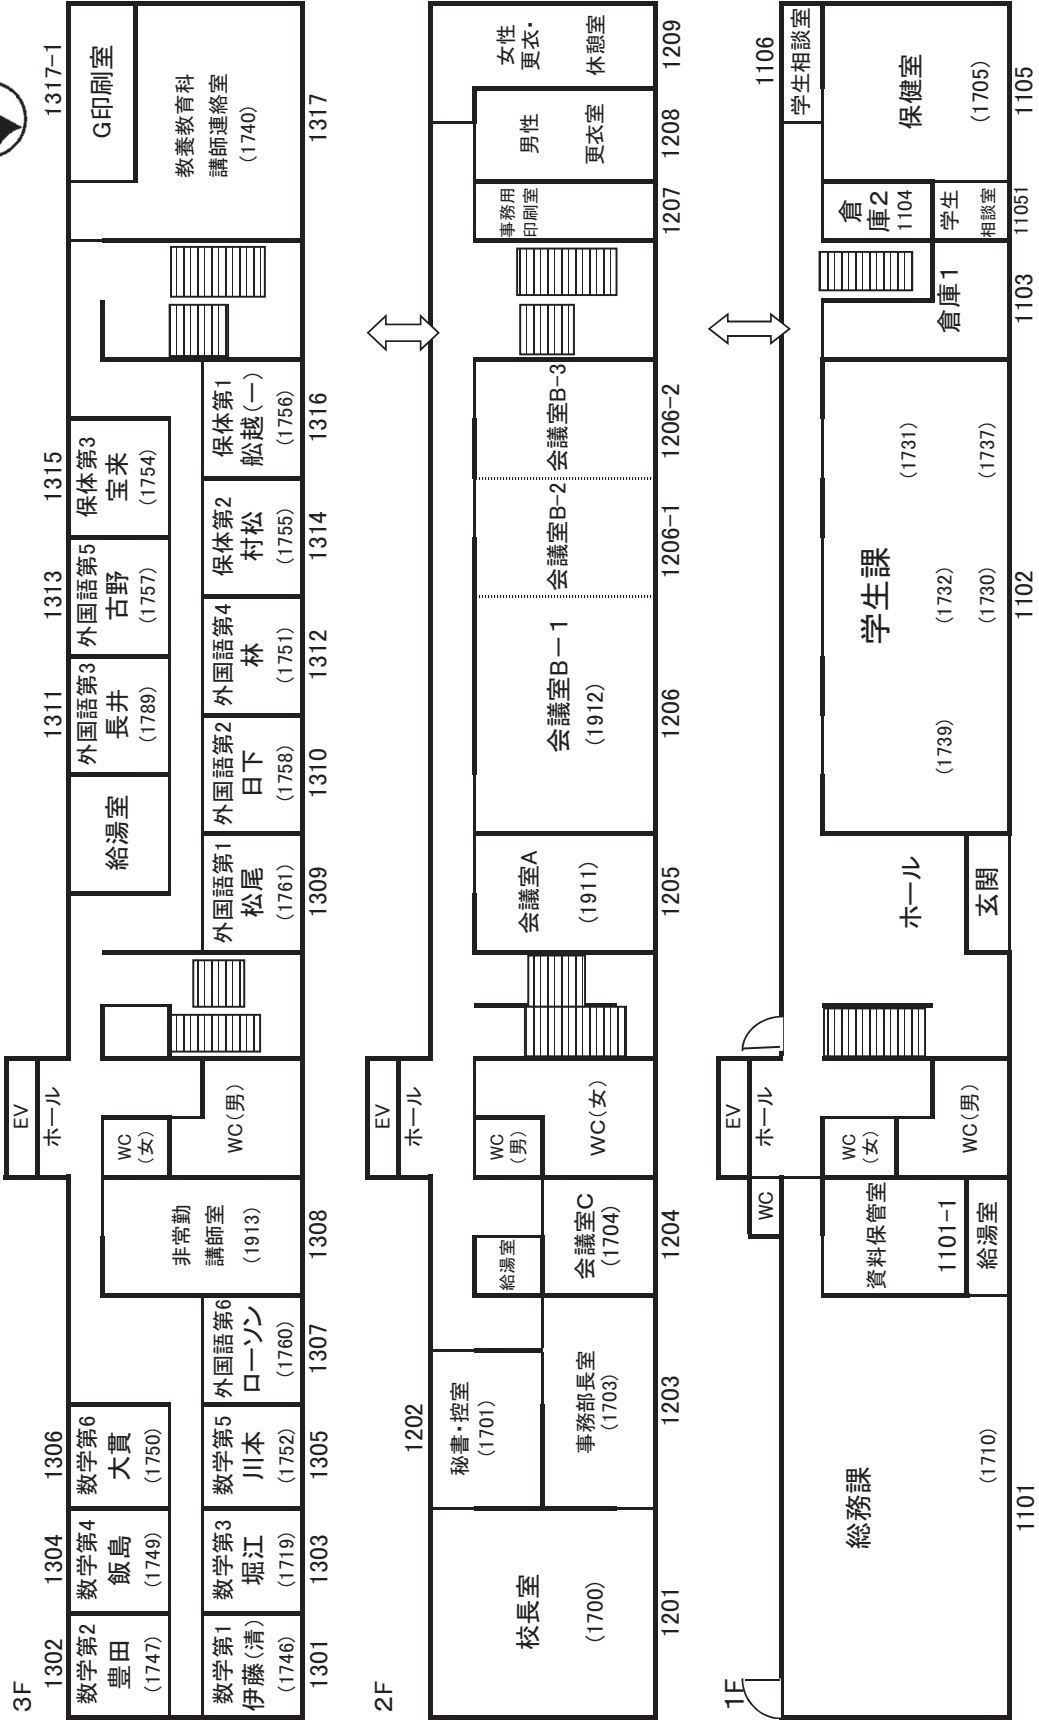 3F
1302
1304
1306
1311
1313
1315
1317-1
数学第2
豊田
(1747)
数学第4
飯島
(1749)
数学第6
大貫
(1750)
EV
ホール
WC
(女)
給湯室
外国語第3
長井
(1789)
外国語第5
古野
(1757)
保体第3
宝来
(1754)
G印刷室
数学第1
伊藤(清)
(1746)
数学第3
堀江
(1719)
数学第5
川本
(1752)
外国語第6
ローソン
(1760)
非常勤
講師室
(1913)
WC(男)
外国語第1
松尾
(1761)
外国語第2
日下
(1758)
外国語第4
林
(1751)
保体第2
村松
(1755)
保体第1
舩越(一)
(1756)
教養教育科
講師連絡室
(1740)
1301
1303
1305
1307
1308
1309
1310
1312
1314
1316
1317
2F
1202
EV
ホール
校長室
(1700)
秘書・控室
(1701)
事務部長室
(1703)
給湯室
会議室C
(1704)
WC
(男)
WC(女)
会議室A
(1911)
会議室B－1
(1912)
会議室B-2
会議室B-3
事務用
印刷室
男性
更衣室
女性
更衣・
休憩室
1201
1203
1204
1205
1206
1206-1
1206-2
1207
1208
1209
1F
1106
EV
ホール
WC
学生相談室
総務課
(1710)
資料保管室
1101-1
給湯室
WC
(女)
WC(男)
ホール
玄関
学生課
(1739)
(1732)
(1730)
(1731)
(1737)
倉庫1
倉庫2
1104
学生
相談室
保健室
(1705)
1101
1102
1103
11051
1105